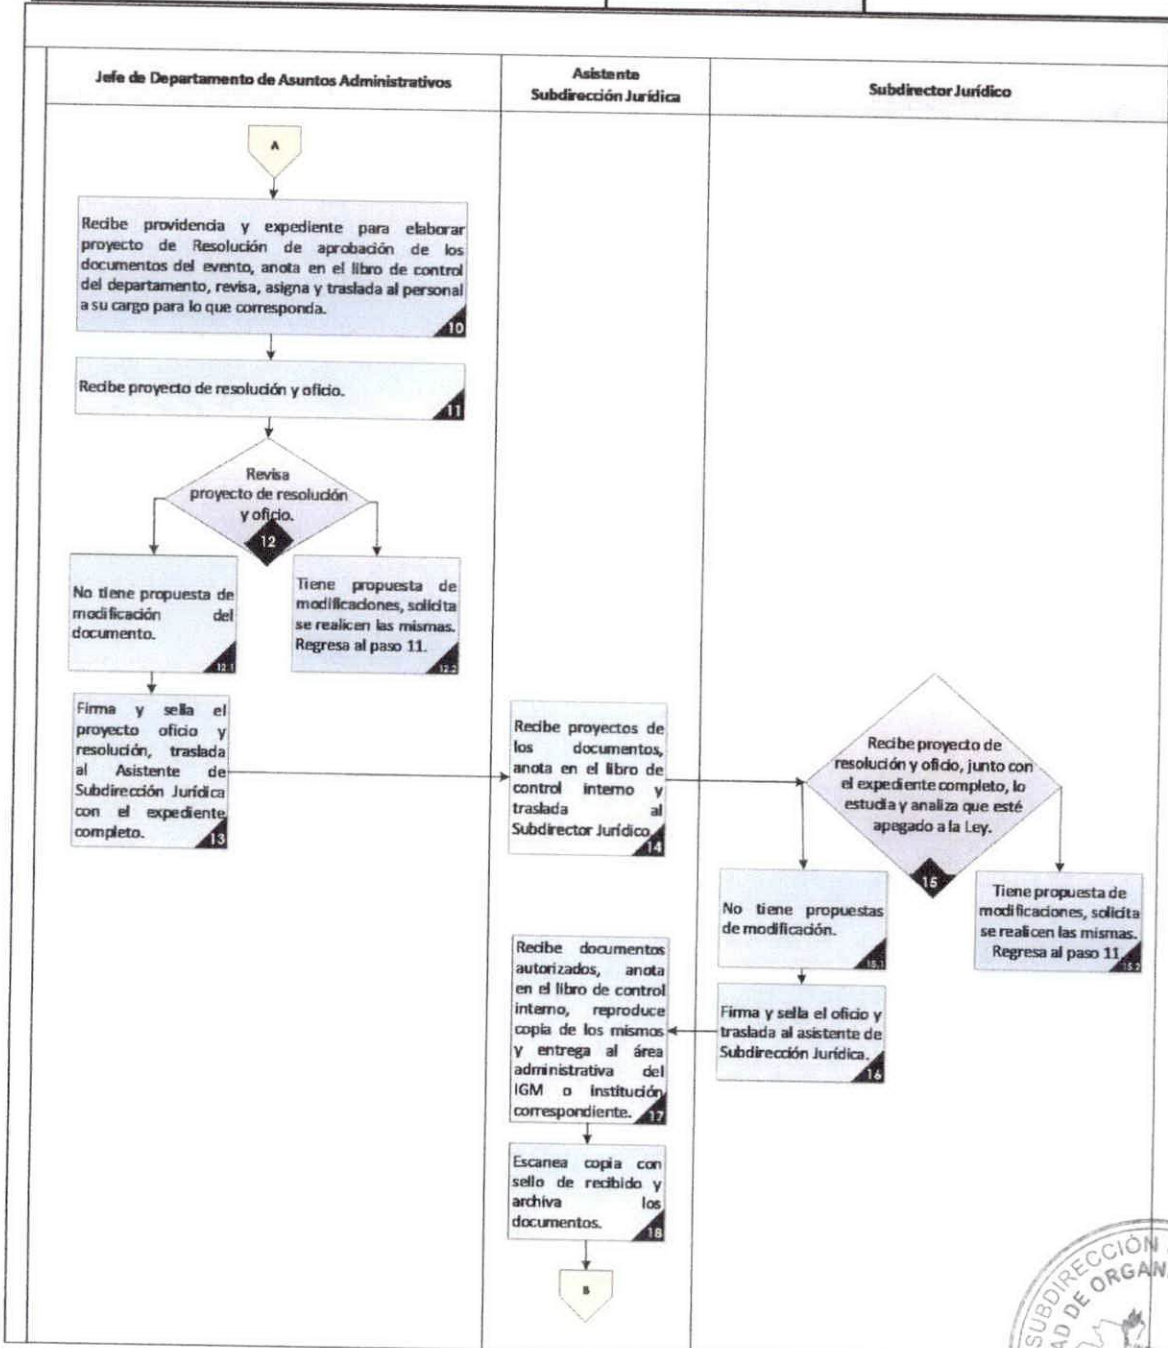 Jefe de Departamento de Asuntos Administrativos
Asistente
Subdirección Jurídica
Subdirector Jurídico
A
Recibe providencia y expediente para elaborar
proyecto de Resolución de aprobación de los
documentos del evento, anota en el libro de control
del departamento, revisa, asigna y traslada al personal
a su cargo para lo que corresponda.
10
Recibe proyecto de resolución y oficio.
11
Revisa
proyecto de resolución
y oficio.
12
No tiene propuesta de
modificación del
documento.
12.1
Tiene propuesta de
modificaciones, solicita
se realicen las mismas.
Regresa al paso 11.
12.2
Firma y sella el
proyecto oficio y
resolución, traslada
al Asistente de
Subdirección Jurídica
con el expediente
completo.
13
Recibe proyectos de
los documentos,
anota en el libro de
control interno y
traslada al
Subdirector Jurídico
14
Recibe proyecto de
resolución y oficio, junto con
el expediente completo, lo
estudia y analiza que esté
apegado a la Ley.
15
No tiene propuestas
de modificación.
15.1
Tiene propuesta de
modificaciones, solicita
se realicen las mismas.
Regresa al paso 11.
15.2
Firma y sella el oficio y
traslada al asistente de
Subdirección Jurídica.
16
Recibe documentos
autorizados, anota
en el libro de control
interno, reproduce
copia de los mismos
y entrega al área
administrativa del
IGM o institución
correspondiente.
17
Escanea copia con
sello de recibido y
archiva los
documentos.
18
B
SUBDIRECCIÓN
DE ORGAN